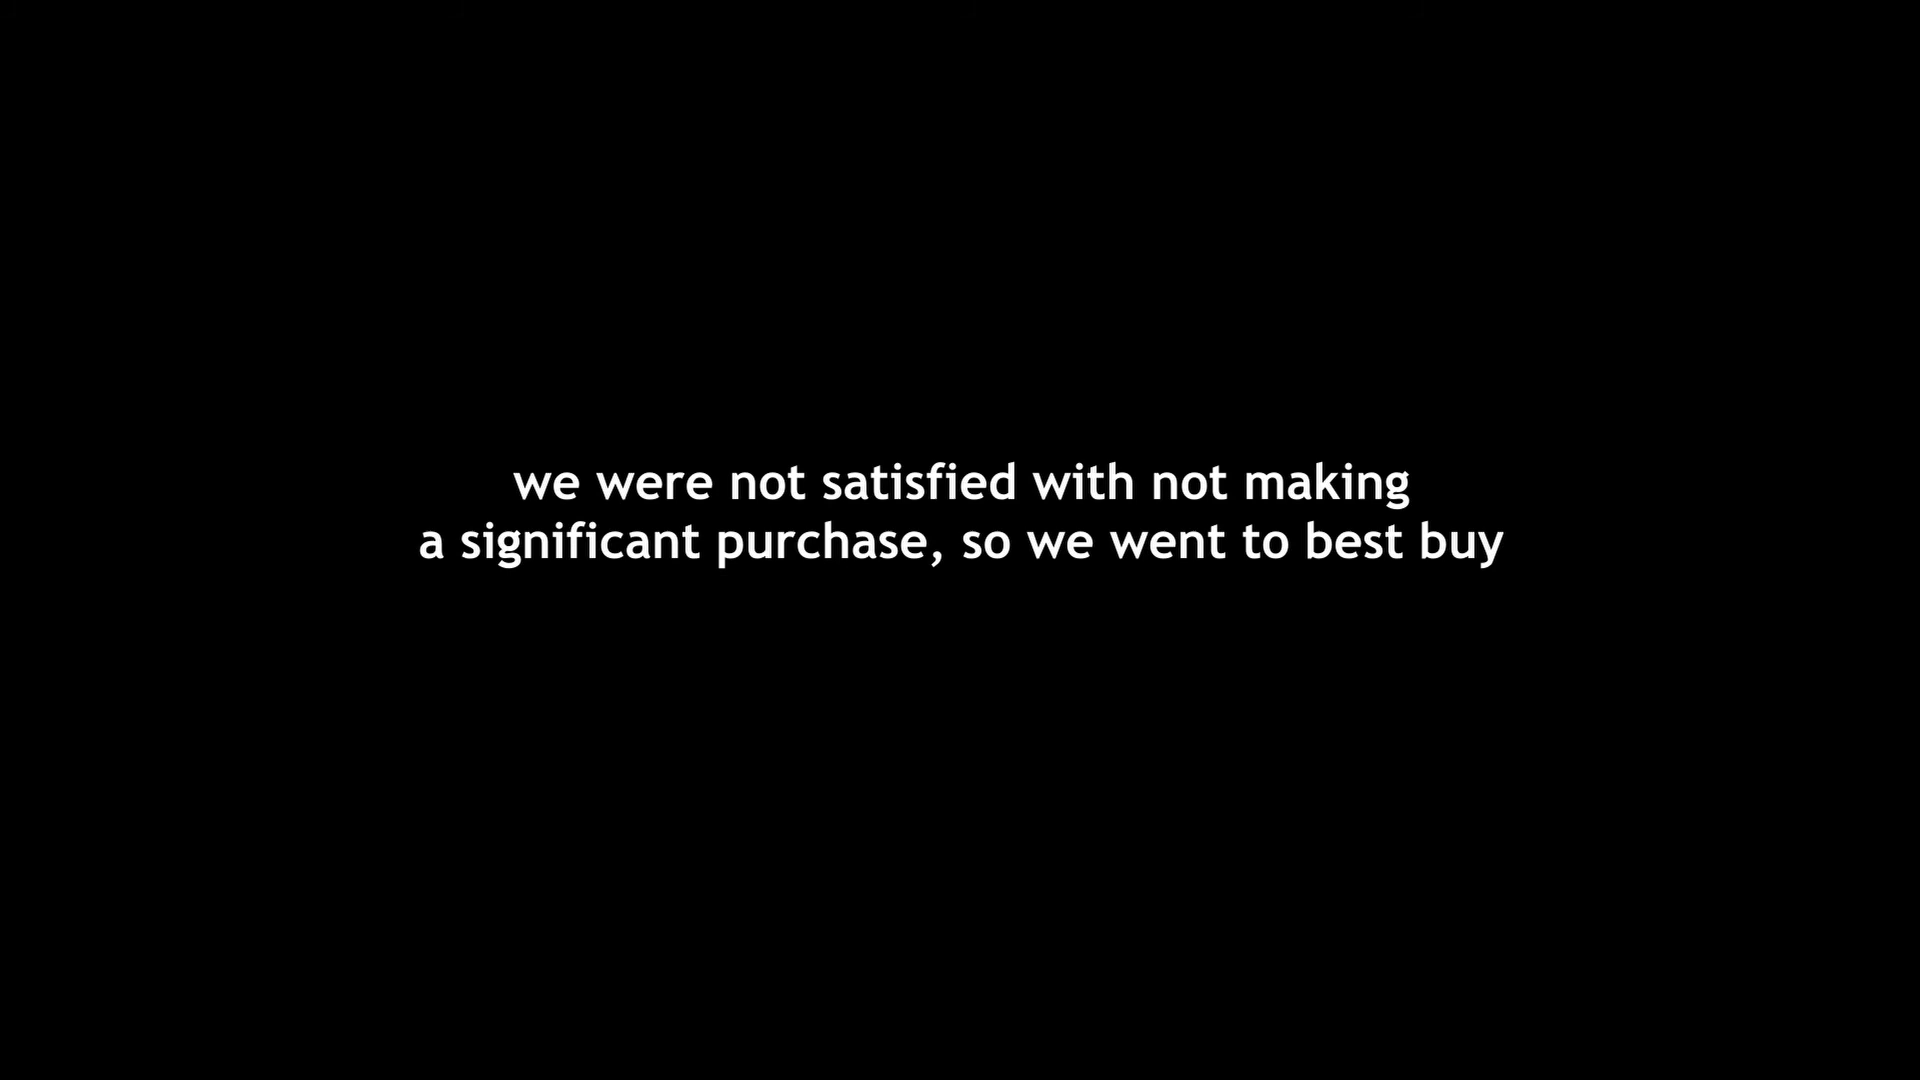 we were not satisfied with not making
a significant purchase, so we went to best buy